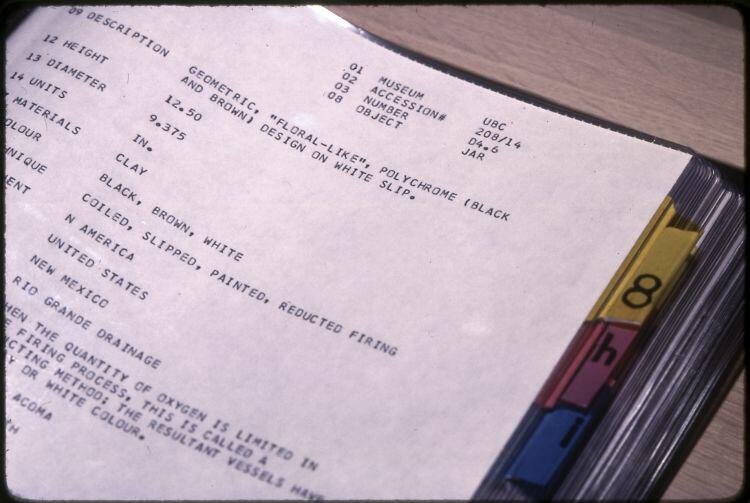 01 MUSEUM UBC
02 ACCESSION# 208/14
03 NUMBER D4.6
08 OBJECT JAR
09 DESCRIPTION GEOMETRIC, "FLORAL-LIKE", POLYCHROME (BLACK
AND BROWN) DESIGN ON WHITE SLIP.
12 HEIGHT 12.50
13 DIAMETER 9.375
14 UNITS IN.
MATERIALS CLAY
OLOUR BLACK, BROWN, WHITE
HNIQUE COILED, SLIPPED, PAINTED, REDUCTED FIRING
MENT N AMERICA
UNITED STATES
NEW MEXICO
RIO GRANDE DRAINAGE
HEN THE QUANTITY OF OXYGEN IS LIMITED IN
E FIRING PROCESS, THIS IS CALLED A
UCTING METHOD; THE RESULTANT VESSELS HAVE
Y OR WHITE COLOUR.
ACOMA
8
h
i